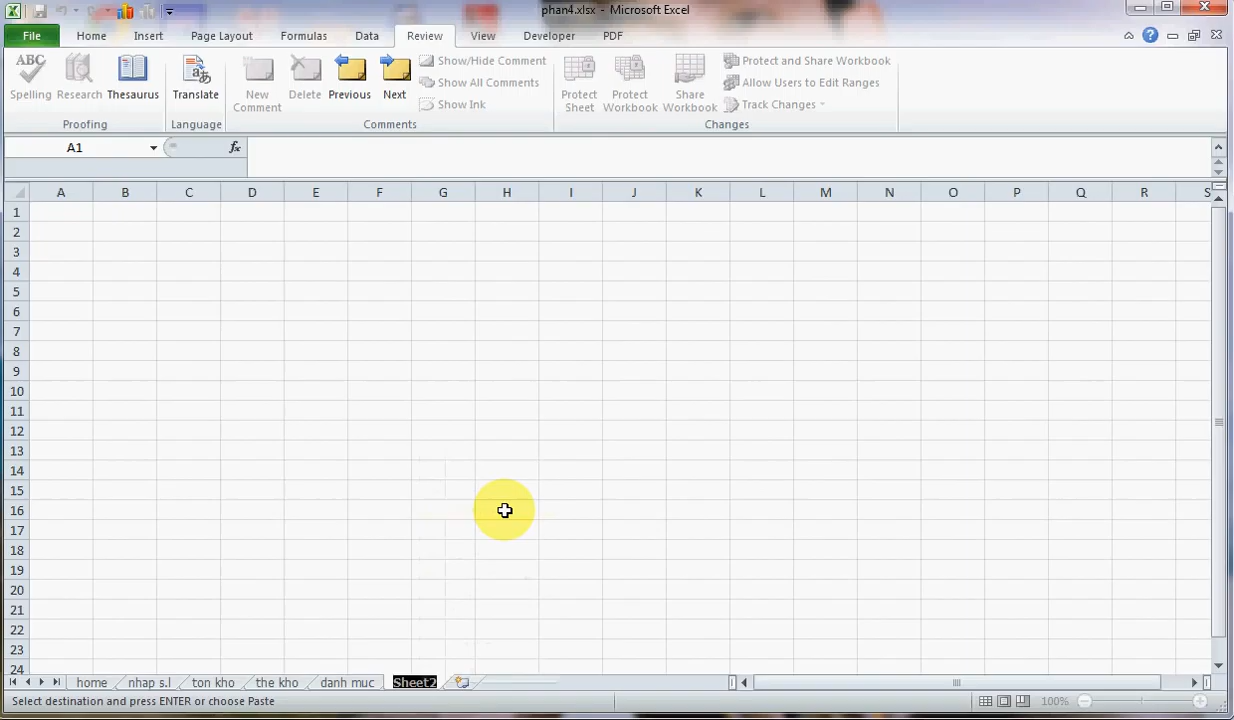 phan4.xlsx - Microsoft Excel
File Home Insert Page Layout Formulas Data Review View Developer PDF
ABC
Spelling Research Thesaurus Translate New Comment Delete Previous Next
Show/Hide Comment
Show All Comments
Show Ink
Protect Sheet Protect Workbook Share Workbook
Protect and Share Workbook
Allow Users to Edit Ranges
Track Changes
Proofing Language Comments Changes
A1 fx
A B C D E F G H I J K L M N O P Q R S
1
2
3
4
5
6
7
8
9
10
11
12
13
14
15
16
17
18
19
20
21
22
23
24
home nhap s.l ton kho the kho danh muc Sheet2
Select destination and press ENTER or choose Paste 100%